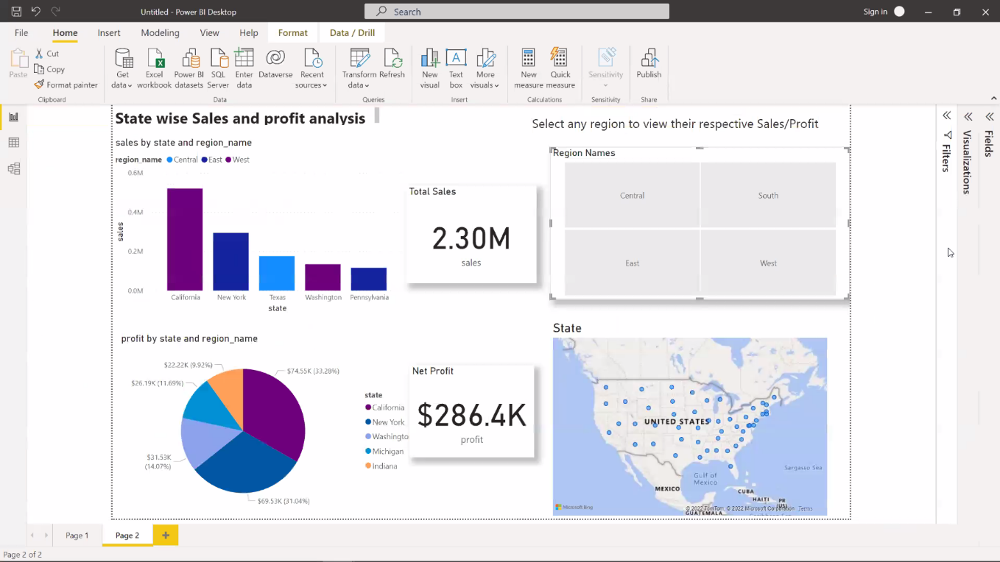 Untitled - Power BI Desktop
Search
Sign in
File
Home
Insert
Modeling
View
Help
Format
Data / Drill
Paste
Cut
Copy
Format painter
Clipboard
Get data
Excel workbook
Power BI datasets
SQL Server
Enter data
Dataverse
Recent sources
Data
Transform data
Refresh
Queries
New visual
Text box
More visuals
Insert
New measure
Quick measure
Calculations
Sensitivity
Sensitivity
Publish
Share
State wise Sales and profit analysis
sales by state and region_name
region_name Central East West
0.6M
0.4M
0.2M
0.0M
sales
California
New York
Texas
Washington
Pennsylvania
state
Total Sales
2.30M
sales
Select any region to view their respective Sales/Profit
Region Names
Central
South
East
West
profit by state and region_name
$22.22K (9.92%)
$74.55K (33.28%)
$26.19K (11.69%)
$31.53K
(14.07%)
$69.53K (31.04%)
state
California
New York
Washingto
Michigan
Indiana
Net Profit
$286.4K
profit
State
UNITED STATES
MEXICO
Gulf of
Mexico
CUBA
HAITI
PR
(US)
GUATEMALA
Sargasso Sea
Microsoft Bing
© 2022 TomTom, © 2022 Microsoft Corporation Terms
Filters
Visualizations
Fields
Page 1
Page 2
Page 2 of 2